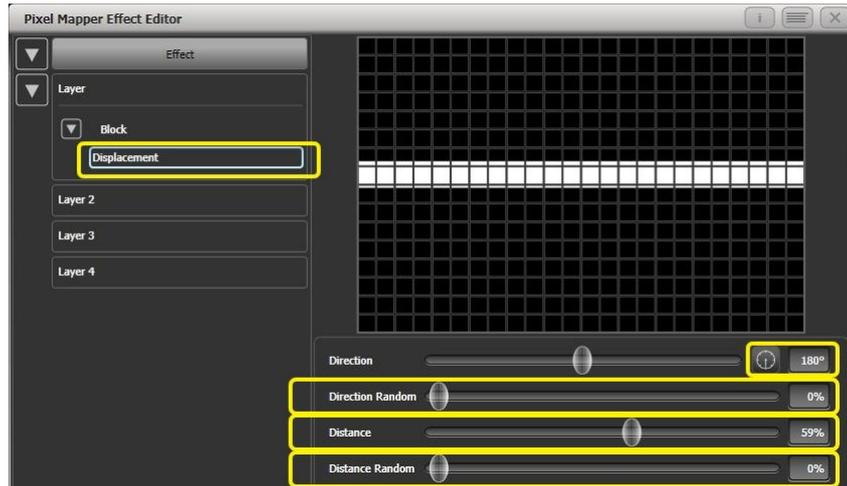 Pixel Mapper Effect Editor
i
Effect
Layer
Block
Displacement
Layer 2
Layer 3
Layer 4
Direction 180°
Direction Random 0%
Distance 59%
Distance Random 0%